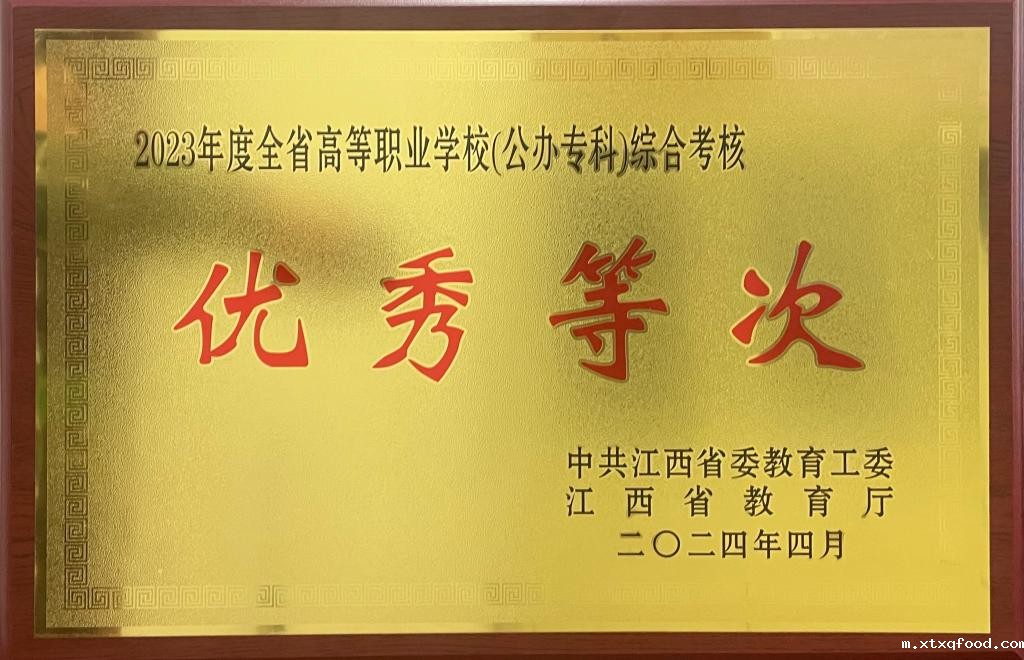 2023年度全省高等职业学校(公办专科)综合考核
优秀等次
中共江西省委教育工委
江西省教育厅
二〇二四年四月
m.xtxqfood.com